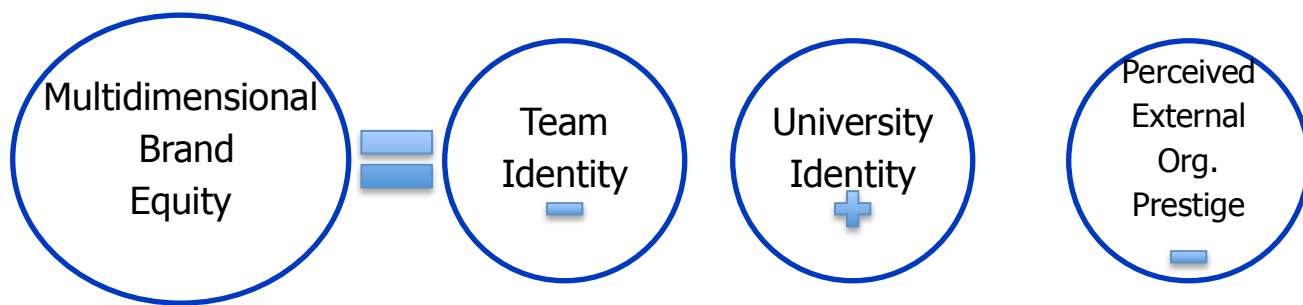 Multidimensional
Brand
Equity
Team
Identity
University
Identity
Perceived
External
Org.
Prestige